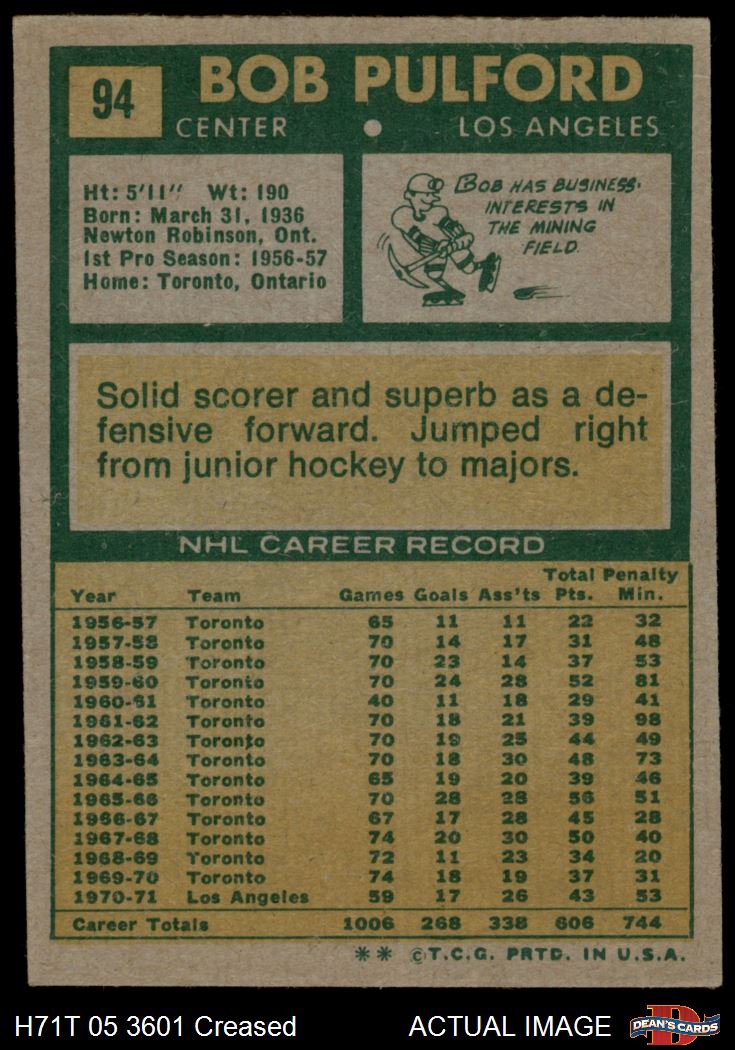 94
BOB PULFORD
CENTER • LOS ANGELES
Ht: 5'11" Wt: 190
Born: March 31, 1936
Newton Robinson, Ont.
1st Pro Season: 1956-57
Home: Toronto, Ontario
BOB HAS BUSINESS
INTERESTS IN
THE MINING
FIELD.
Solid scorer and superb as a de-
fensive forward. Jumped right
from junior hockey to majors.
NHL CAREER RECORD
Year Team Games Goals Ass'ts Total Pts. Penalty Min.
1956-57 Toronto 65 11 11 22 32
1957-58 Toronto 70 14 17 31 48
1958-59 Toronto 70 23 14 37 53
1959-60 Toronto 70 24 28 52 81
1960-61 Toronto 40 11 18 29 41
1961-62 Toronto 70 18 21 39 98
1962-63 Toronto 70 19 25 44 49
1963-64 Toronto 70 18 30 48 73
1964-65 Toronto 65 19 20 39 46
1965-66 Toronto 70 28 28 56 51
1966-67 Toronto 67 17 28 45 28
1967-68 Toronto 74 20 30 50 40
1968-69 Toronto 72 11 23 34 20
1969-70 Toronto 74 18 19 37 31
1970-71 Los Angeles 59 17 26 43 53
Career Totals 1006 268 338 606 744
** ©T.C.G. PRTD. IN U.S.A.
H71T 05 3601 Creased
ACTUAL IMAGE
D
DEAN'S CARDS